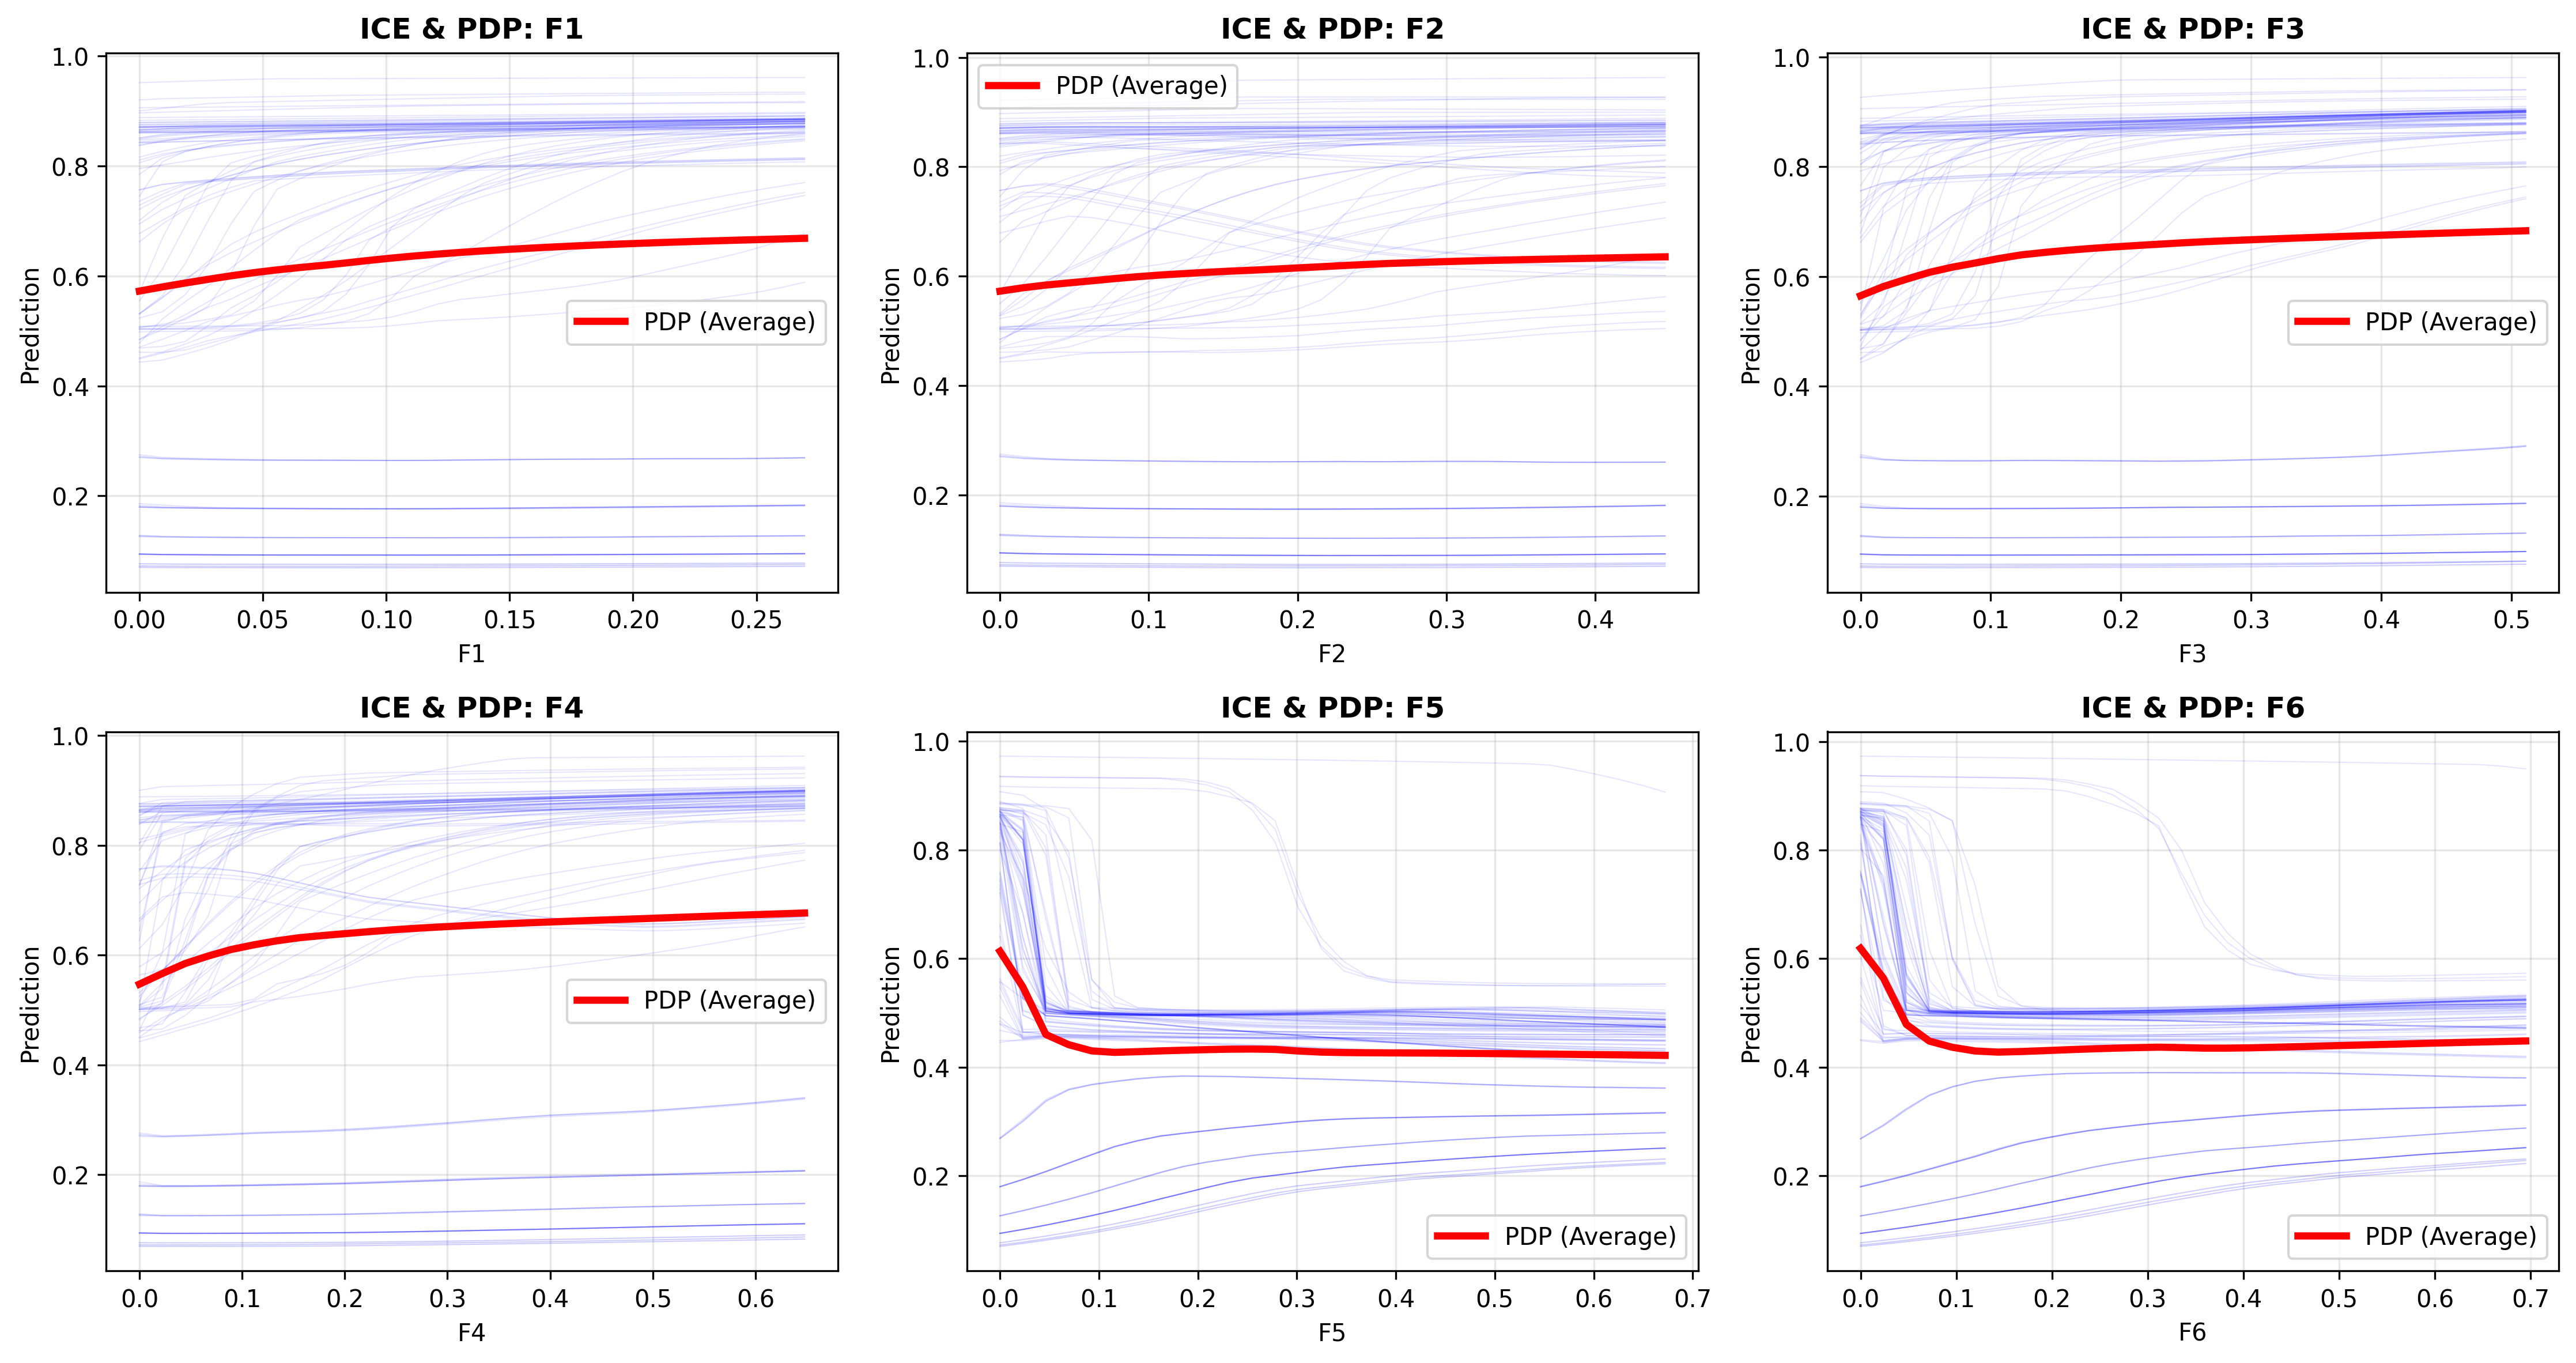 ICE & PDP: F1
1.0
0.8
0.6
0.4
0.2
Prediction
PDP (Average)
0.00 0.05 0.10 0.15 0.20 0.25
F1
ICE & PDP: F2
1.0
0.8
0.6
0.4
0.2
Prediction
PDP (Average)
0.0 0.1 0.2 0.3 0.4
F2
ICE & PDP: F3
1.0
0.8
0.6
0.4
0.2
Prediction
PDP (Average)
0.0 0.1 0.2 0.3 0.4 0.5
F3
ICE & PDP: F4
1.0
0.8
0.6
0.4
0.2
Prediction
PDP (Average)
0.0 0.1 0.2 0.3 0.4 0.5 0.6
F4
ICE & PDP: F5
1.0
0.8
0.6
0.4
0.2
Prediction
PDP (Average)
0.0 0.1 0.2 0.3 0.4 0.5 0.6 0.7
F5
ICE & PDP: F6
1.0
0.8
0.6
0.4
0.2
Prediction
PDP (Average)
0.0 0.1 0.2 0.3 0.4 0.5 0.6 0.7
F6